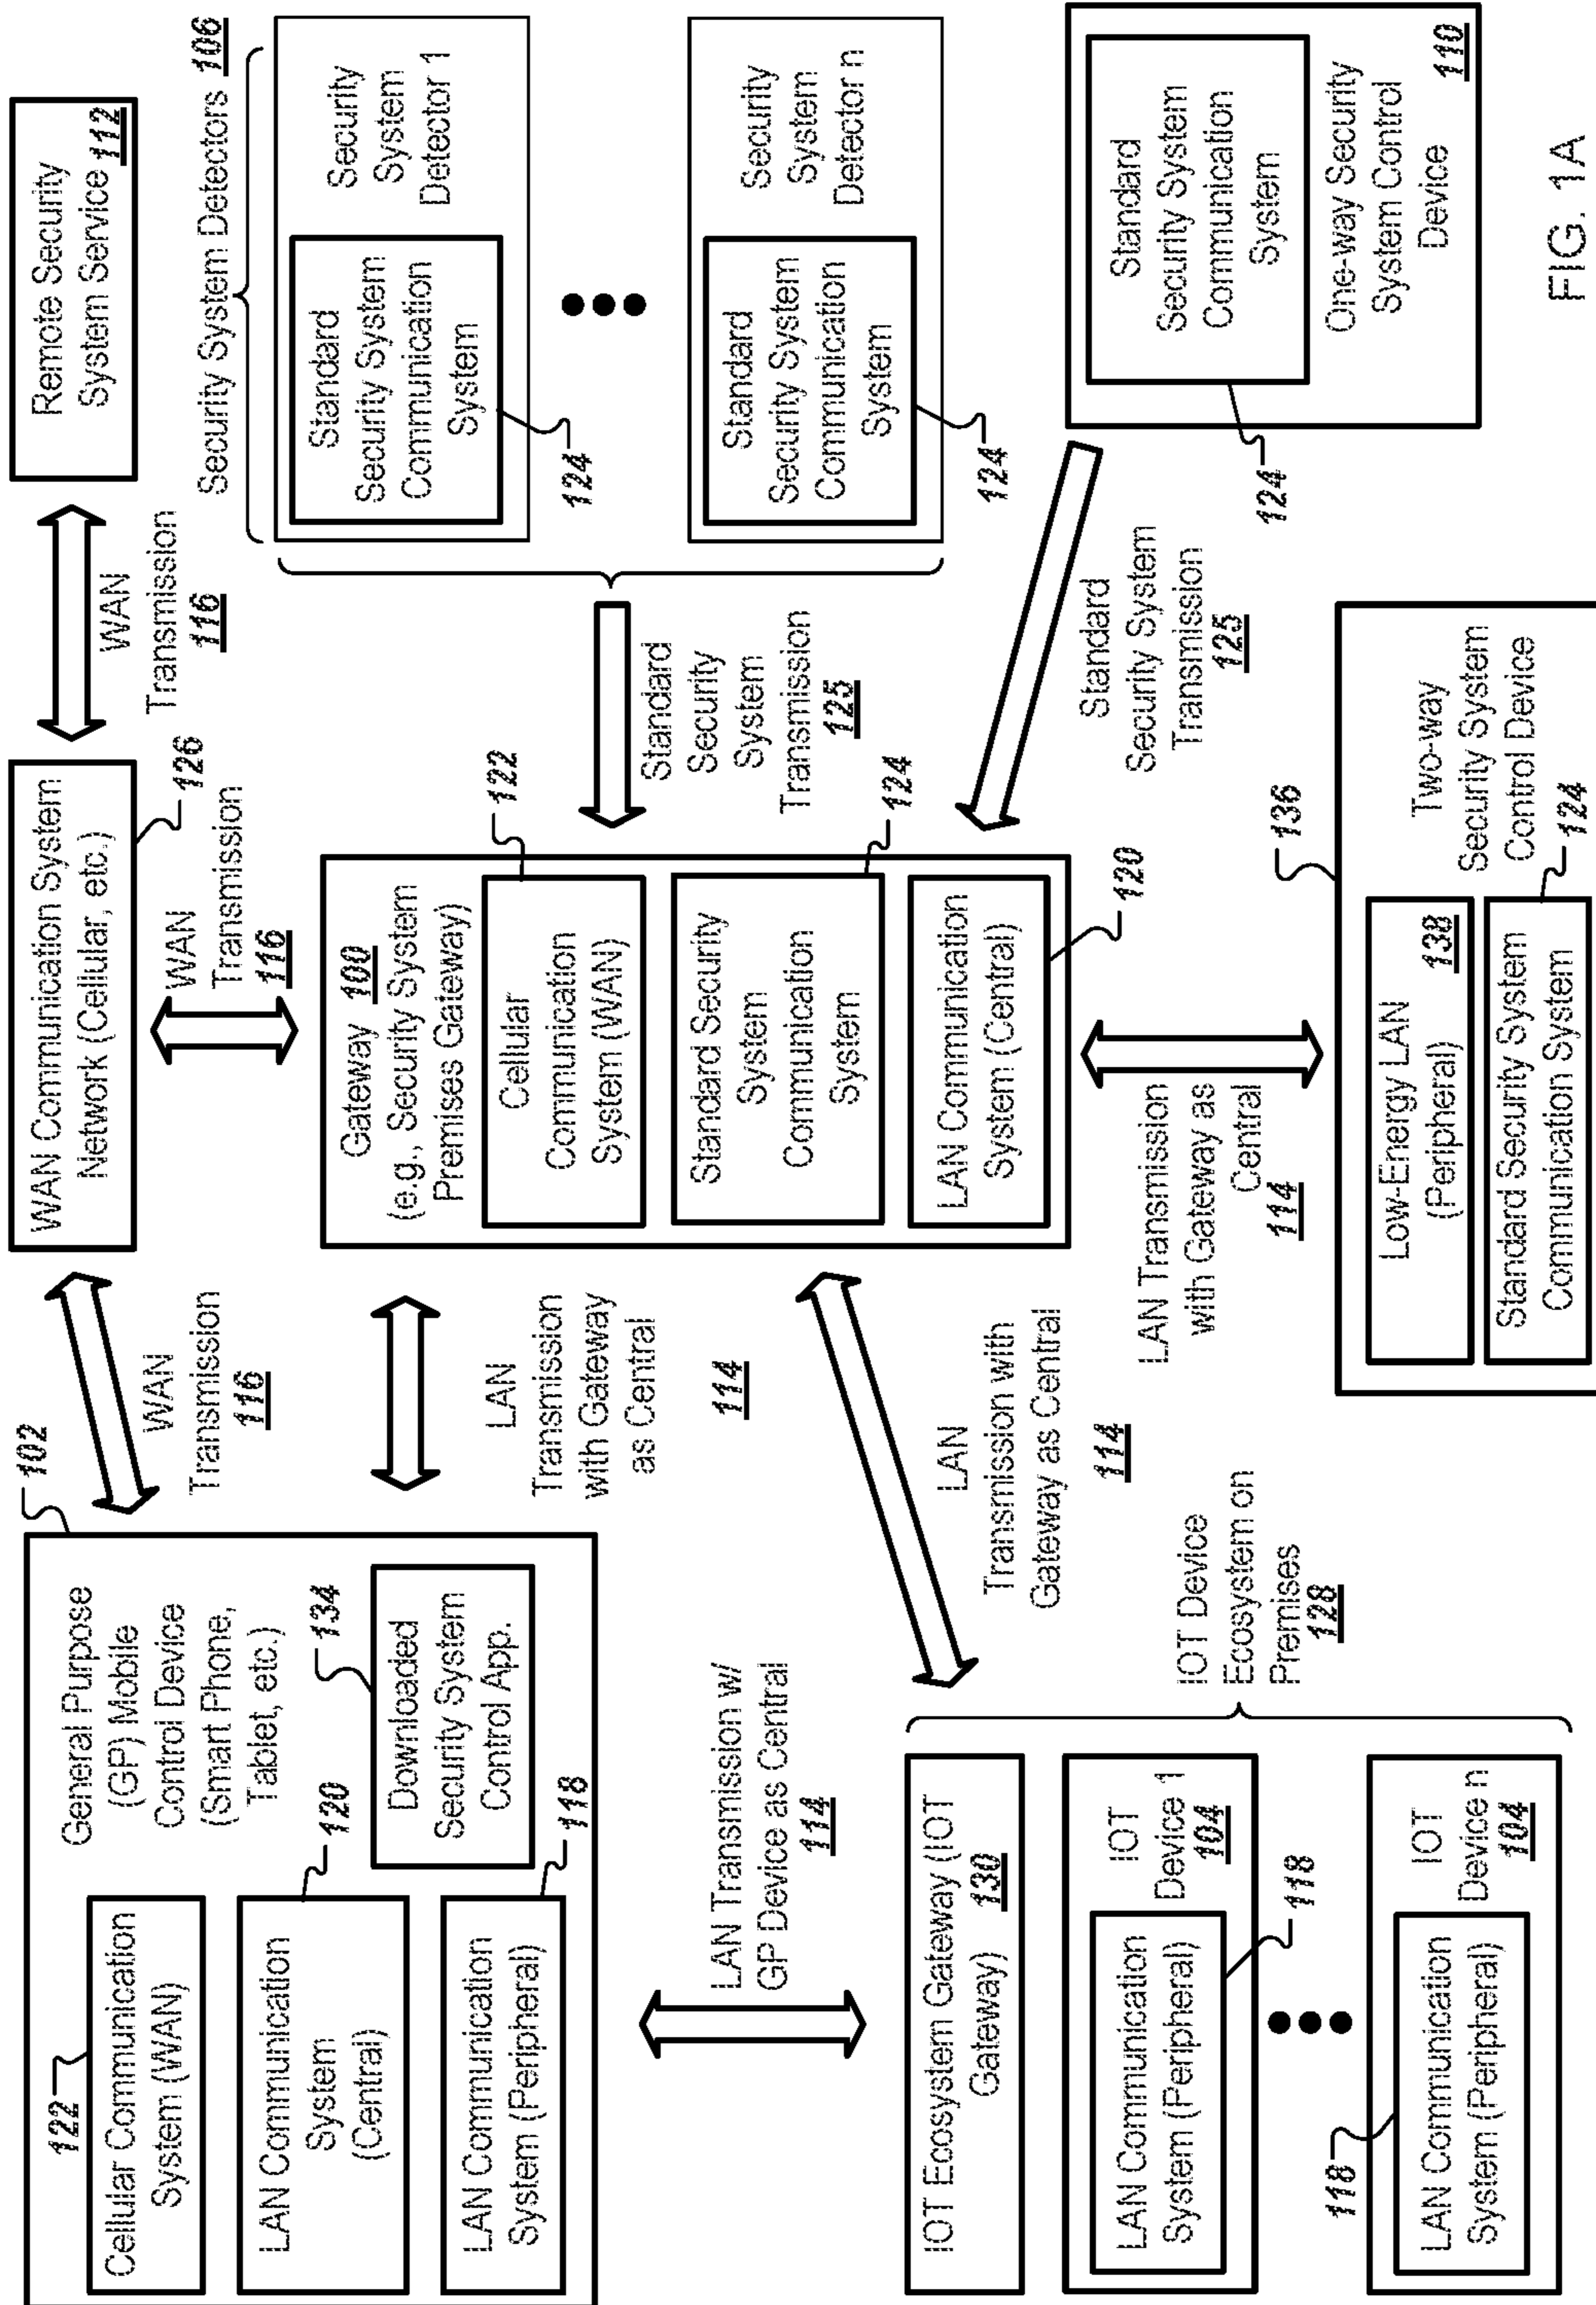 122
Cellular Communication
System (WAN)
LAN Communication
System
(Central)
LAN Communication
System (Peripheral)
General Purpose
(GP) Mobile
Control Device
(Smart Phone,
Tablet, etc.)
120
134
Downloaded
Security System
Control App.
118
102
WAN
Transmission
116
WAN Communication System
Network (Cellular, etc.)
126
WAN
Transmission
116
WAN
Transmission
116
Remote Security
System Service 112
LAN
Transmission
with Gateway
as Central
114
Gateway 100
(e.g., Security System
Premises Gateway)
Cellular
Communication
System (WAN)
122
Standard Security
System
Communication
System
124
LAN Communication
System (Central)
120
Standard
Security
System
Transmission
125
Security System Detectors 106
Standard
Security System
Communication
System
124
Security
System
Detector 1
Standard
Security System
Communication
System
124
Security
System
Detector n
LAN Transmission w/
GP Device as Central
114
LAN
Transmission with
Gateway as Central
114
LAN Transmission
with Gateway as
Central
114
Standard
Security System
Transmission
125
Standard
Security System
Communication
System
124
One-way Security
System Control
Device
110
IOT Ecosystem Gateway (IOT
Gateway) 130
IOT Device
Ecosystem on
Premises
128
LAN Communication
System (Peripheral)
IOT
Device 1
104
118
LAN Communication
System (Peripheral)
118
IOT
Device n
104
136
Low-Energy LAN
(Peripheral) 138
Two-way
Security System
Control Device
Standard Security System
Communication System
124
FIG. 1A